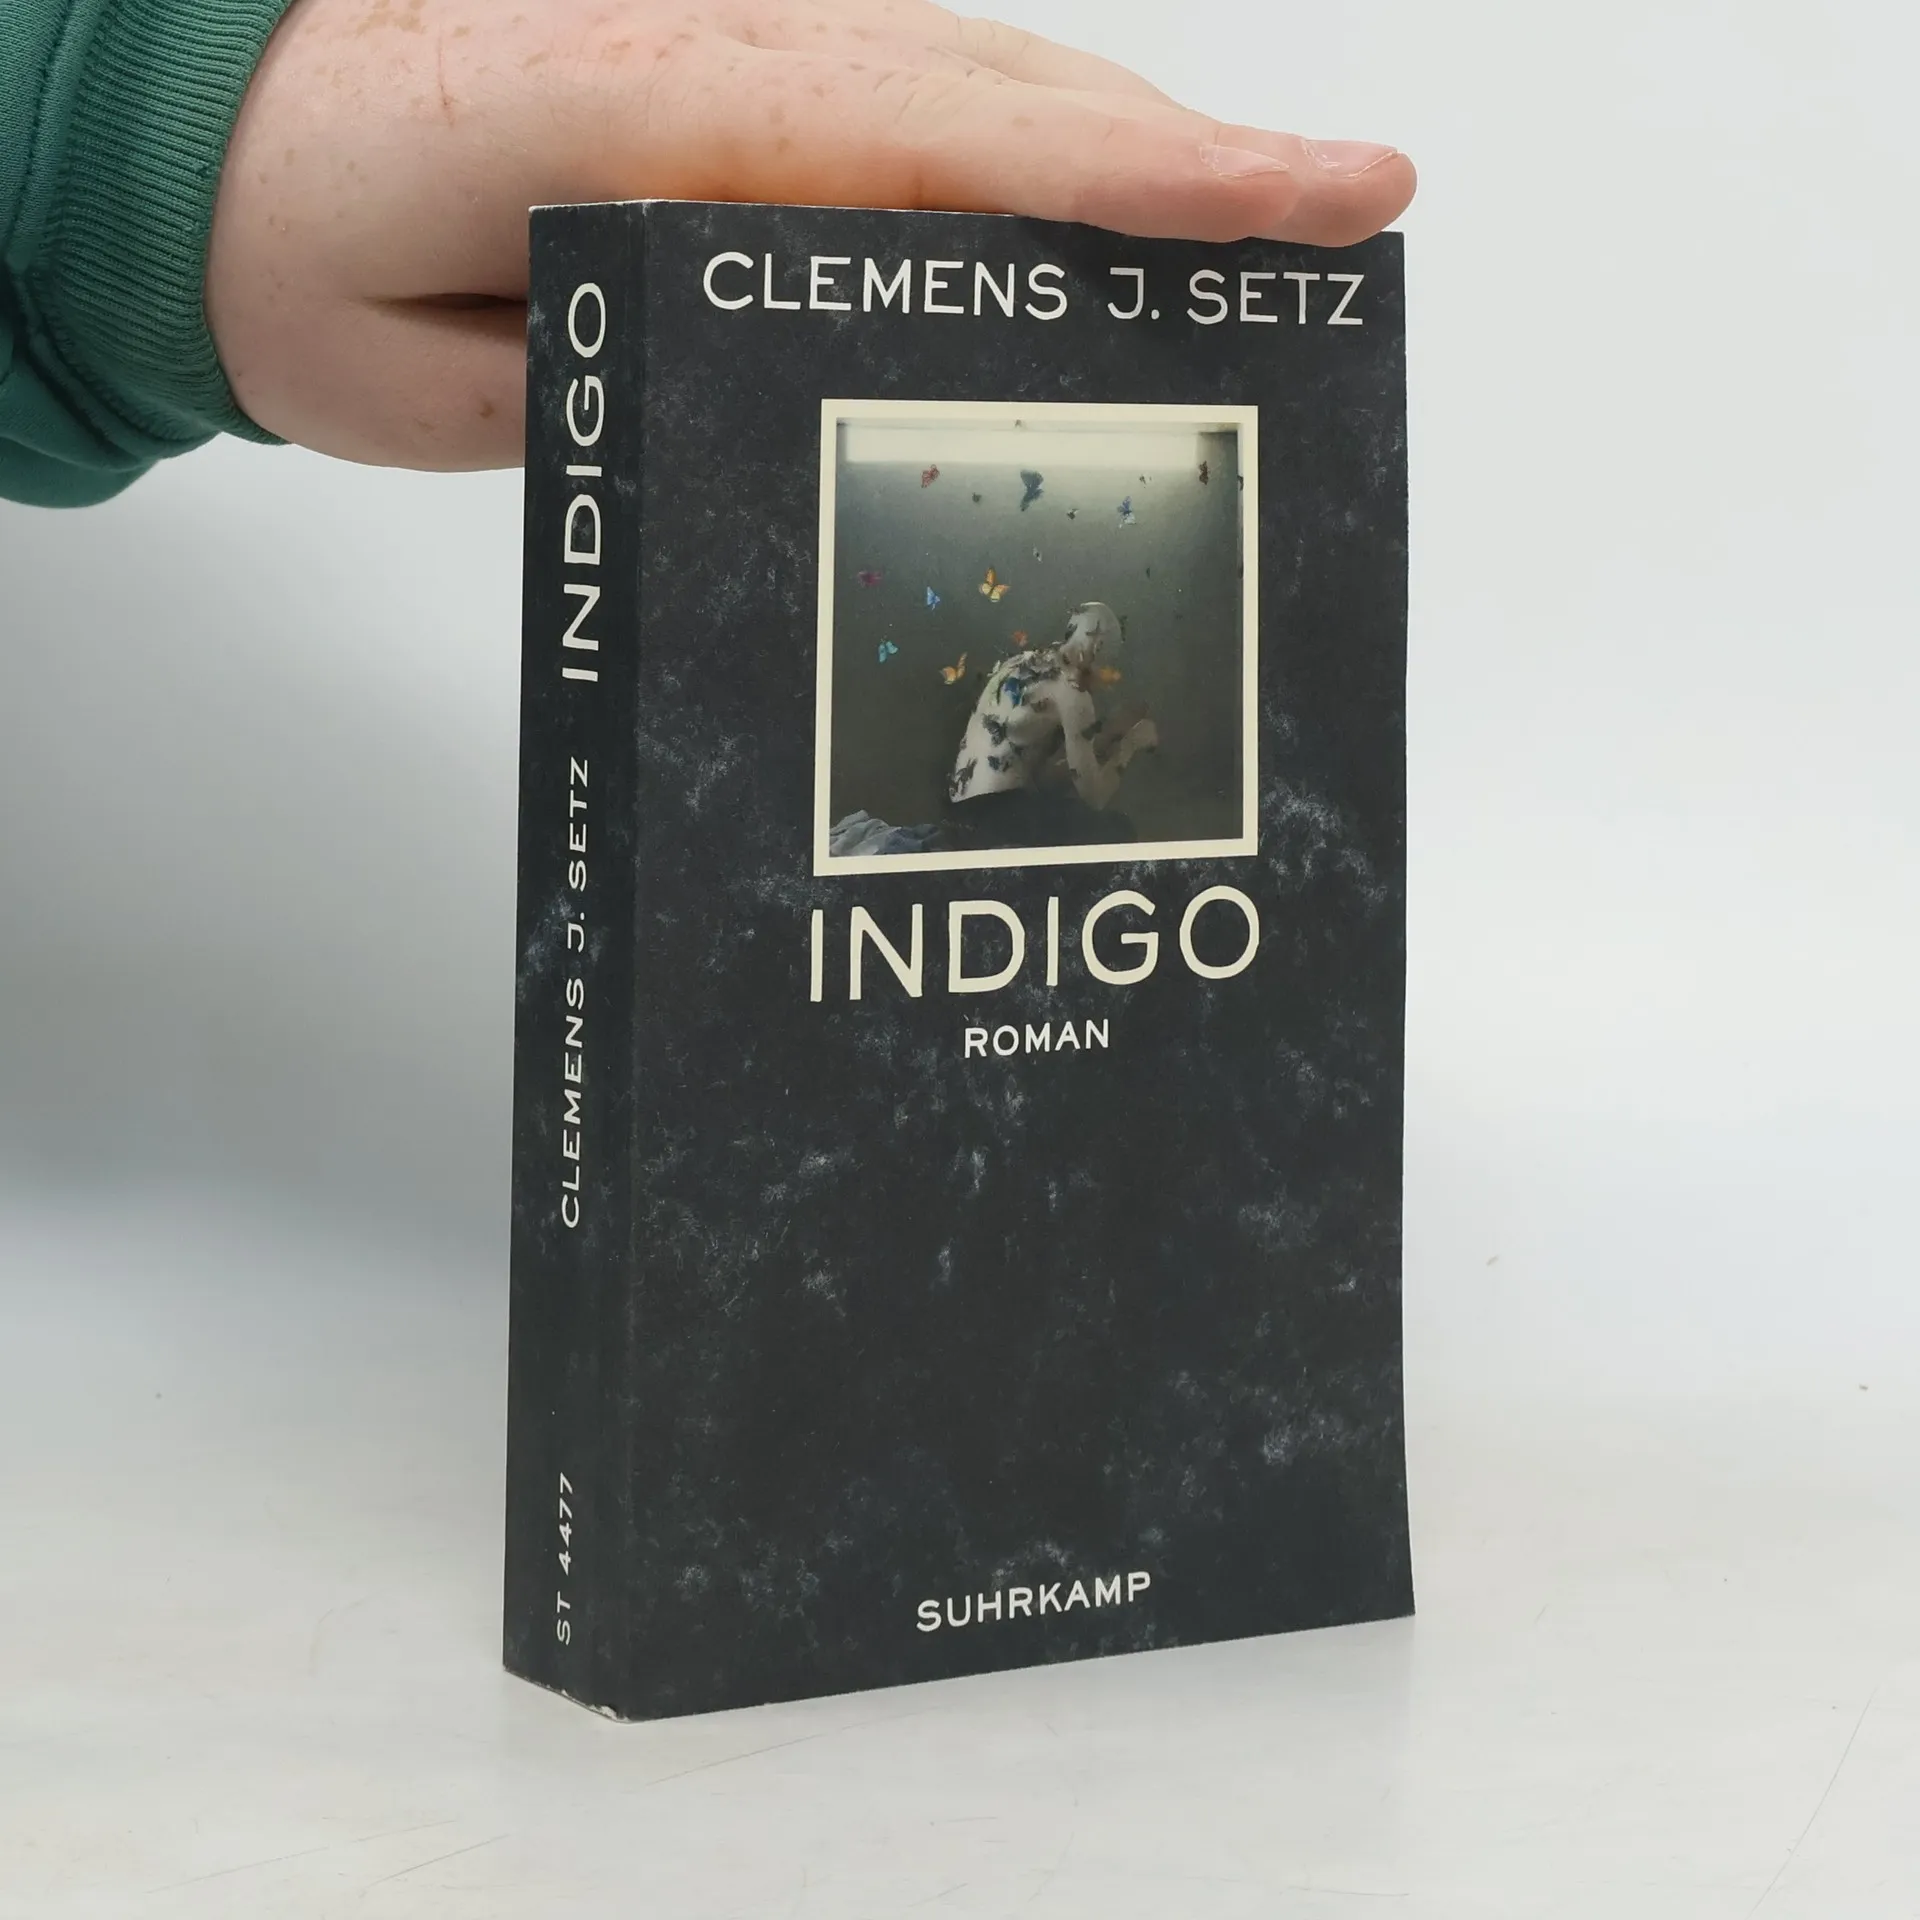 CLEMENS J. SETZ
INDIGO
ROMAN
SUHRKAMP
INDIGO
CLEMENS J. SETZ
ST 4477